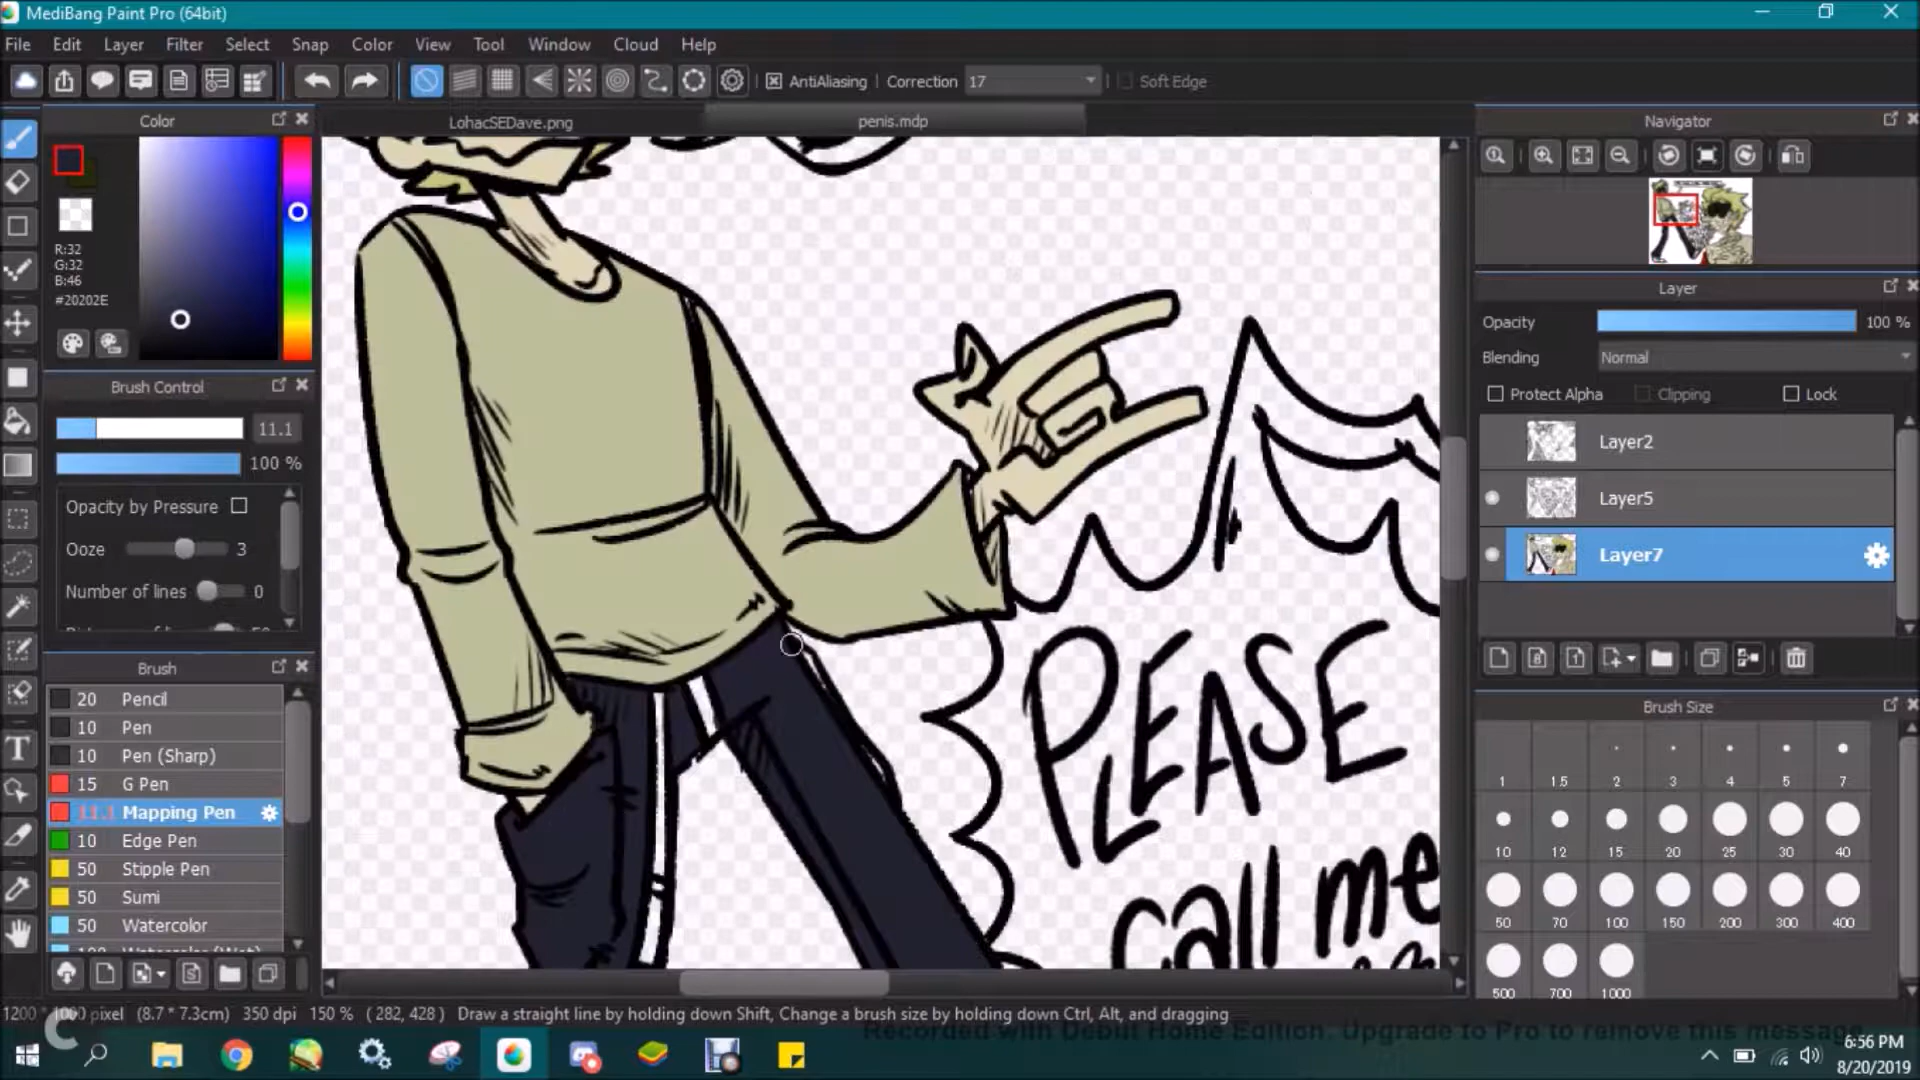 MediBang Paint Pro (64bit)
File Edit Layer Filter Select Snap Color View Tool Window Cloud Help
AntiAliasing Correction 17 Soft Edge
Color
LohacSEDave.png
penis.mdp
Navigator
R:32
G:32
B:46
#20202E
Layer
Opacity 100 %
Blending Normal
Protect Alpha Clipping Lock
Layer2
Layer5
Layer7
Brush Control
11.1
100 %
Opacity by Pressure
Ooze 3
Number of lines 0
Brush
20 Pencil
10 Pen
10 Pen (Sharp)
15 G Pen
11.1 Mapping Pen
10 Edge Pen
50 Stipple Pen
50 Sumi
50 Watercolor
100 Watercolor (Wet)
PLEASE
call me
Brush Size
1 1.5 2 3 4 5 7
10 12 15 20 25 30 40
50 70 100 150 200 300 400
500 700 1000
1200 * 1000 pixel (8.7 * 7.3cm) 350 dpi 150 % ( 282, 428 ) Draw a straight line by holding down Shift, Change a brush size by holding down Ctrl, Alt, and dragging
Recorded with Debut Home Edition. Upgrade to Pro to remove this message
6:56 PM
8/20/2019